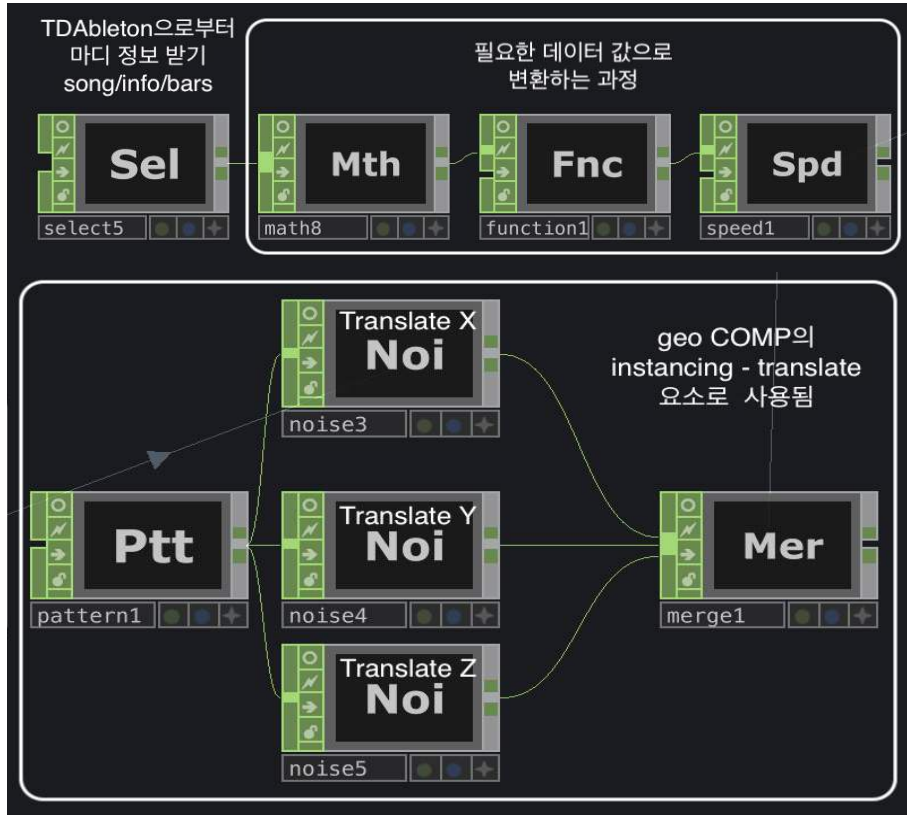 TDAbleton으로부터
마디 정보 받기
song/info/bars
필요한 데이터 값으로
변환하는 과정
Sel
Mth
Fnc
Spd
select5
math8
function1
speed1
Translate X
Noi
noise3
geo COMP의
instancing - translate
요소로 사용됨
Ptt
pattern1
Translate Y
Noi
noise4
Mer
merge1
Translate Z
Noi
noise5